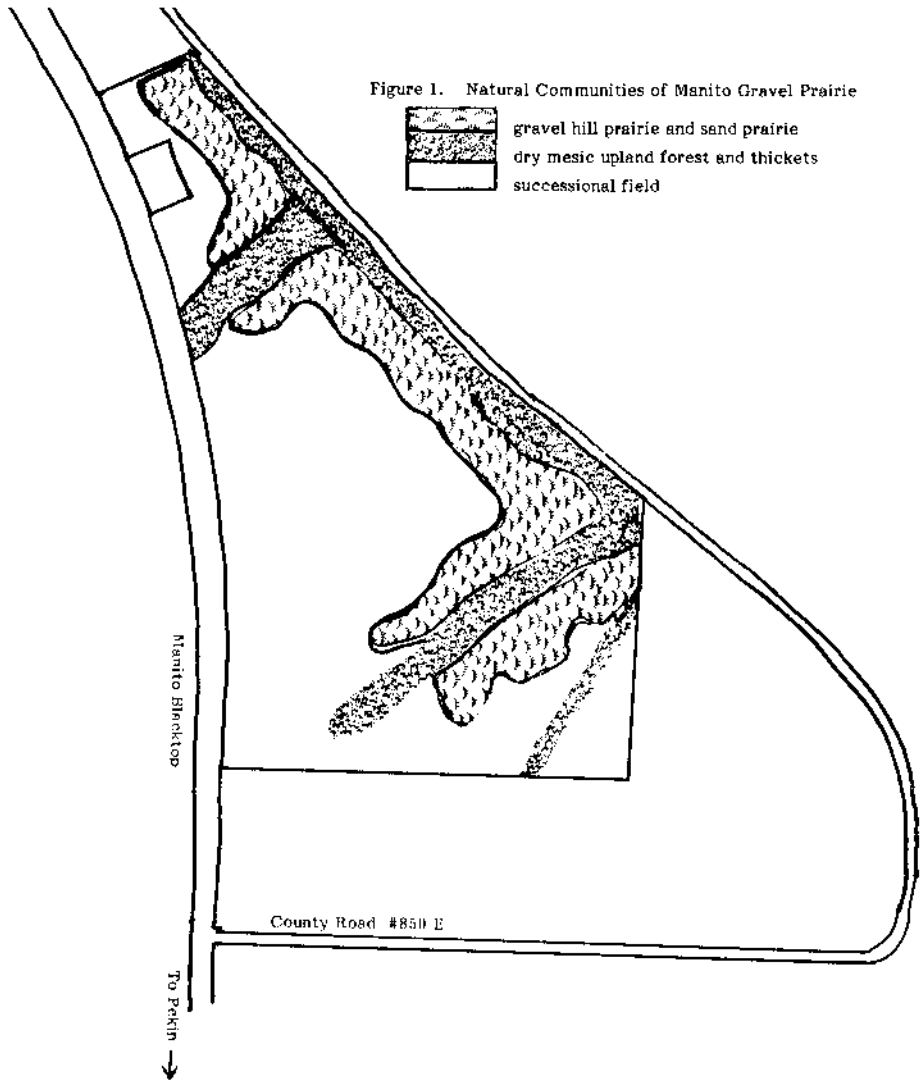 Figure 1. Natural Communities of Manito Gravel Prairie
gravel hill prairie and sand prairie
dry mesic upland forest and thickets
successional field
Manito Blacktop
County Road #850 E
To Pekin